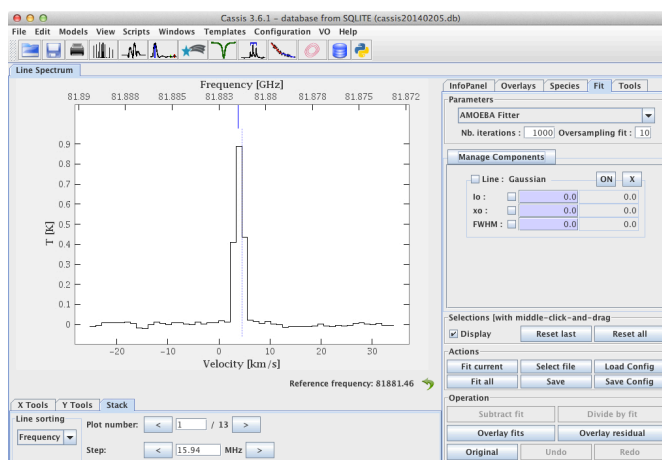 Cassis 3.6.1 - database from SQLITE (cassis20140205.db)
File Edit Models View Scripts Windows Templates Configuration VO Help
Line Spectrum
Frequency [GHz]
81.89 81.888 81.885 81.883 81.88 81.878 81.875 81.872
0.9
0.8
0.7
0.6
0.5
0.4
0.3
0.2
0.1
0
T [K]
-20 -10 0 10 20 30
Velocity [km/s]
Reference frequency: 81881.46
X Tools Y Tools Stack
Line sorting
Frequency
Plot number: < 1 / 13 >
Step: < 15.94 MHz >
InfoPanel Overlays Species Fit Tools
Parameters
AMOEBA Fitter
Nb. iterations : 1000 Oversampling fit : 10
Manage Components
Line : Gaussian ON X
Io : 0.0 0.0
xo : 0.0 0.0
FWHM : 0.0 0.0
Selections [with middle-click-and-drag
Display Reset last Reset all
Actions
Fit current Select file Load Config
Fit all Save Save Config
Operation
Subtract fit Divide by fit
Overlay fits Overlay residual
Original Undo Redo